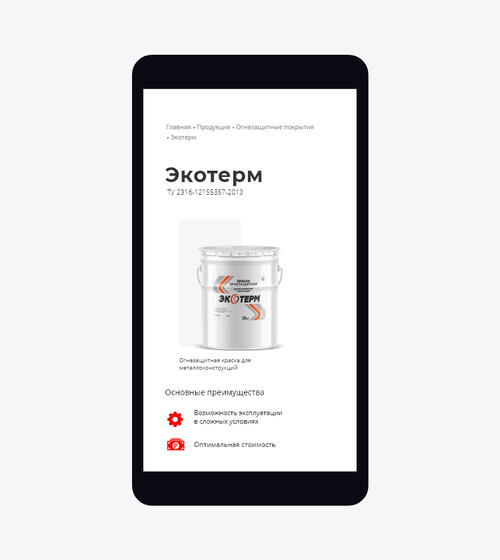 Главная • Продукция • Огнезащитные покрытия
• Экотерм
Экотерм
ТУ 2316-12155357-2013
КРАСКА
ОГНЕЗАЩИТНАЯ
ЭКОТЕРМ
Огнезащитная краска для
металлоконструкций
Основные преимущества
Возможность эксплуатации
в сложных условиях
Оптимальная стоимость